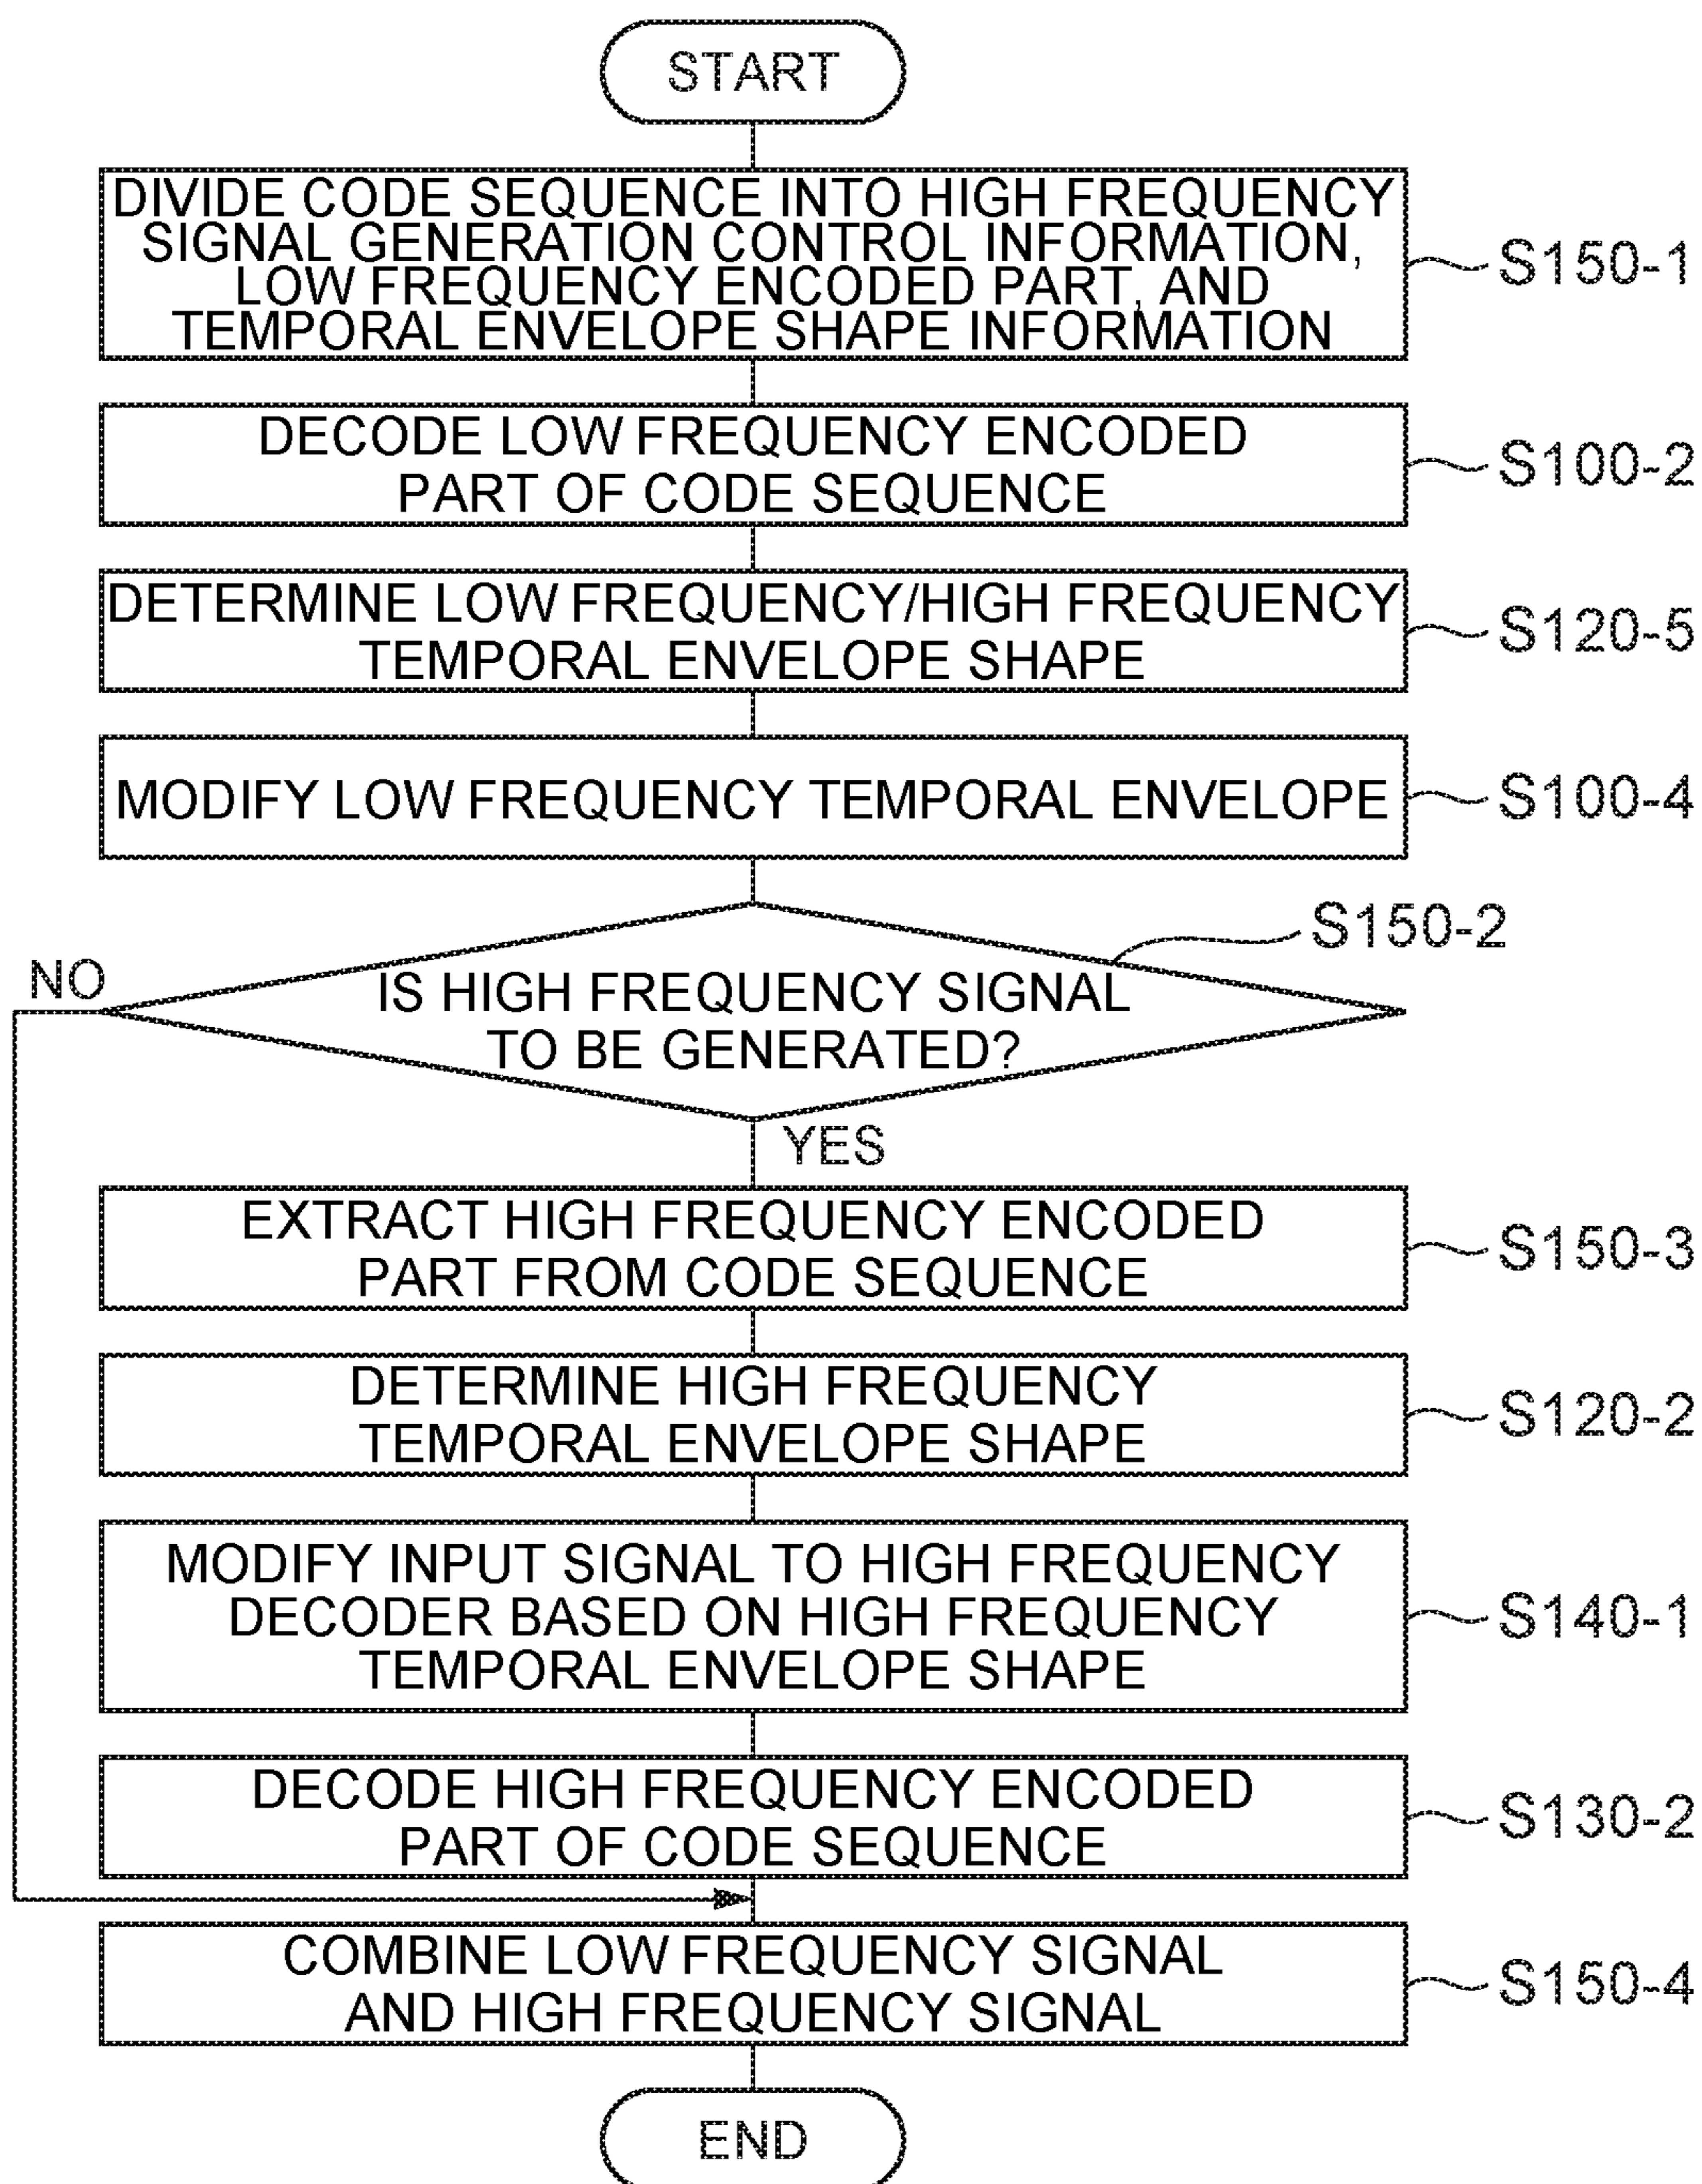 START
DIVIDE CODE SEQUENCE INTO HIGH FREQUENCY
SIGNAL GENERATION CONTROL INFORMATION,
LOW FREQUENCY ENCODED PART, AND
TEMPORAL ENVELOPE SHAPE INFORMATION
S150-1
DECODE LOW FREQUENCY ENCODED
PART OF CODE SEQUENCE
S100-2
DETERMINE LOW FREQUENCY/HIGH FREQUENCY
TEMPORAL ENVELOPE SHAPE
S120-5
MODIFY LOW FREQUENCY TEMPORAL ENVELOPE
S100-4
S150-2
NO
IS HIGH FREQUENCY SIGNAL
TO BE GENERATED?
YES
EXTRACT HIGH FREQUENCY ENCODED
PART FROM CODE SEQUENCE
S150-3
DETERMINE HIGH FREQUENCY
TEMPORAL ENVELOPE SHAPE
S120-2
MODIFY INPUT SIGNAL TO HIGH FREQUENCY
DECODER BASED ON HIGH FREQUENCY
TEMPORAL ENVELOPE SHAPE
S140-1
DECODE HIGH FREQUENCY ENCODED
PART OF CODE SEQUENCE
S130-2
COMBINE LOW FREQUENCY SIGNAL
AND HIGH FREQUENCY SIGNAL
S150-4
END